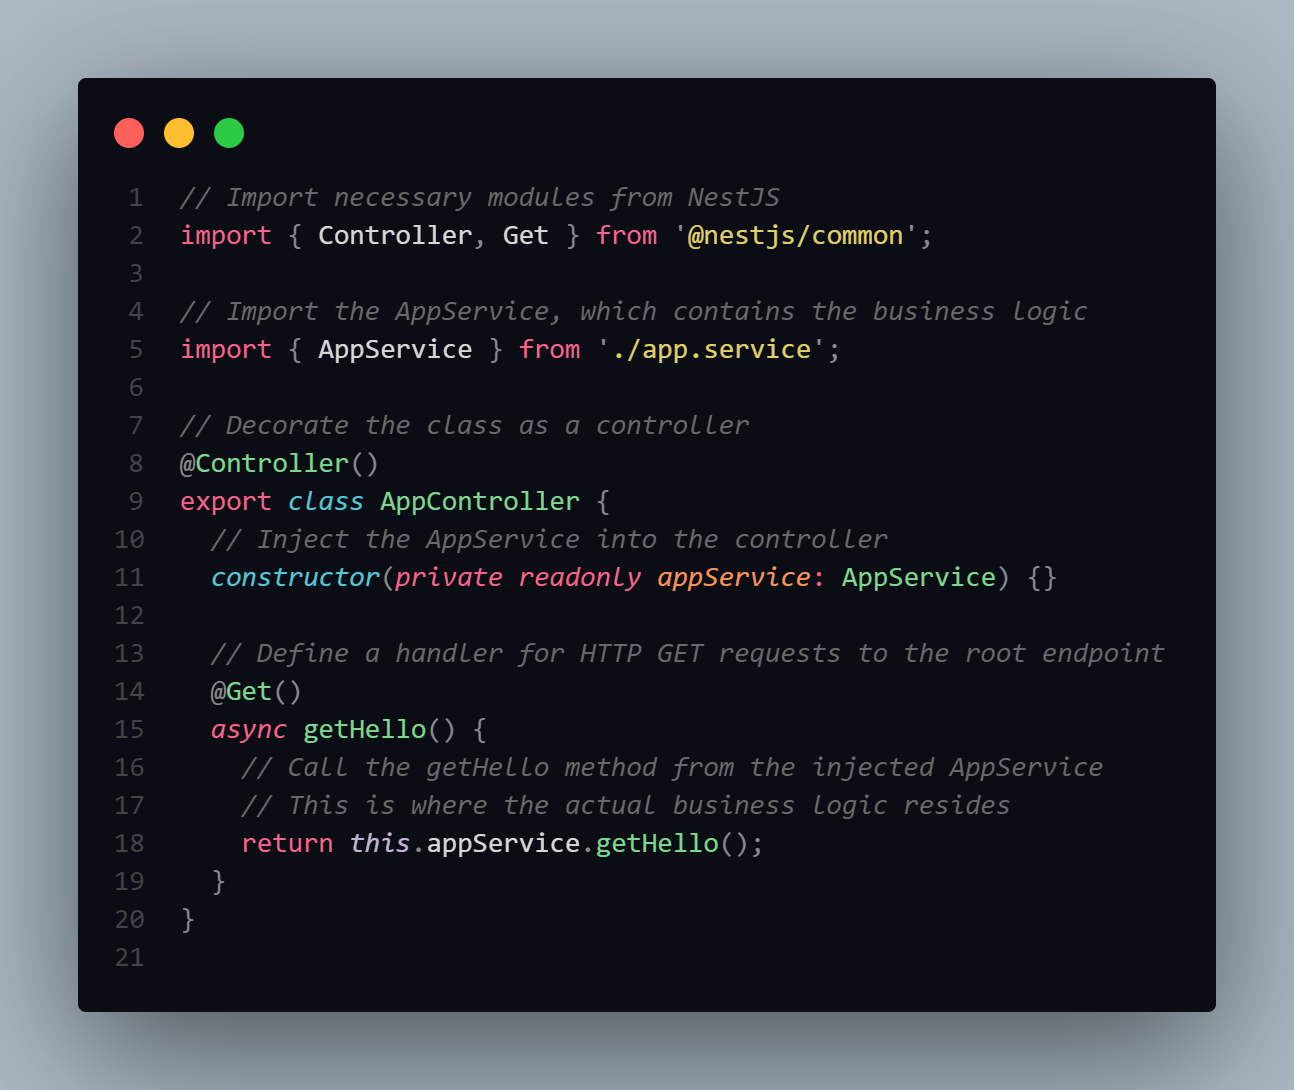 1 // Import necessary modules from NestJS
2 import { Controller, Get } from '@nestjs/common';
3
4 // Import the AppService, which contains the business logic
5 import { AppService } from './app.service';
6
7 // Decorate the class as a controller
8 @Controller()
9 export class AppController {
10   // Inject the AppService into the controller
11   constructor(private readonly appService: AppService) {}
12
13   // Define a handler for HTTP GET requests to the root endpoint
14   @Get()
15   async getHello() {
16     // Call the getHello method from the injected AppService
17     // This is where the actual business logic resides
18     return this.appService.getHello();
19   }
20 }
21